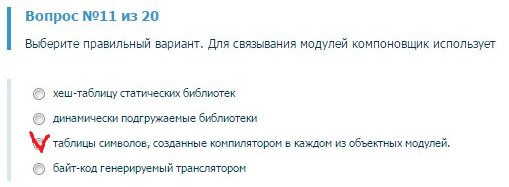 Вопрос №11 из 20
Выберите правильный вариант. Для связывания модулей компоновщик использует
хеш-таблицу статических библиотек
динамически подгружаемые библиотеки
таблицы символов, созданные компилятором в каждом из объектных модулей.
байт-код генерируемый транслятором